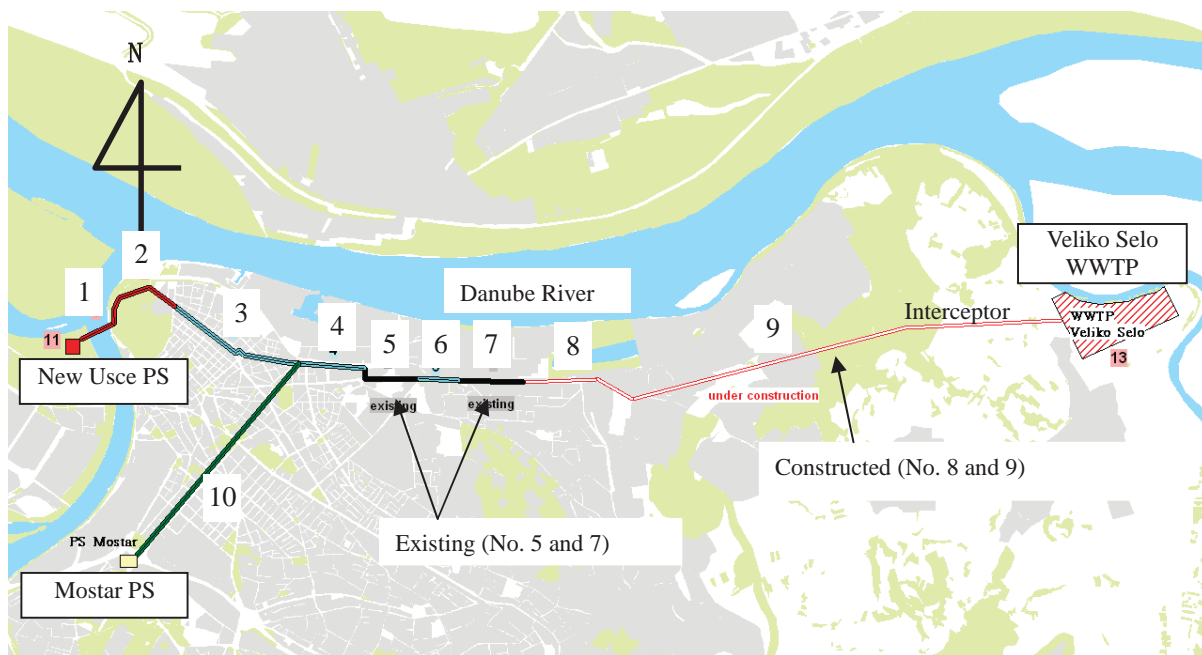 N
2
Veliko Selo
WWTP
1
Danube River
3
Interceptor
4
9
WWTP
Veliko Selo
11
5
6
7
8
13
New Usce PS
existing
existing
under construction
Constructed (No. 8 and 9)
10
PS Mostar
Existing (No. 5 and 7)
Mostar PS